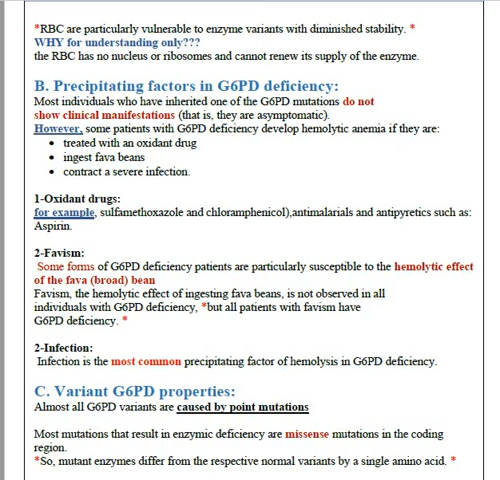 *RBC are particularly vulnerable to enzyme variants with diminished stability. *
WHY for understanding only???
the RBC has no nucleus or ribosomes and cannot renew its supply of the enzyme.
B. Precipitating factors in G6PD deficiency:
Most individuals who have inherited one of the G6PD mutations do not
show clinical manifestations (that is, they are asymptomatic).
However, some patients with G6PD deficiency develop hemolytic anemia if they are:
• treated with an oxidant drug
• ingest fava beans
• contract a severe infection.
1-Oxidant drugs:
for example, sulfamethoxazole and chloramphenicol),antimalarials and antipyretics such as:
Aspirin.
2-Favism:
Some forms of G6PD deficiency patients are particularly susceptible to the hemolytic effect
of the fava (broad) bean
Favism, the hemolytic effect of ingesting fava beans, is not observed in all
individuals with G6PD deficiency, *but all patients with favism have
G6PD deficiency. *
2-Infection:
Infection is the most common precipitating factor of hemolysis in G6PD deficiency.
C. Variant G6PD properties:
Almost all G6PD variants are caused by point mutations
Most mutations that result in enzymic deficiency are missense mutations in the coding
region.
*So, mutant enzymes differ from the respective normal variants by a single amino acid. *